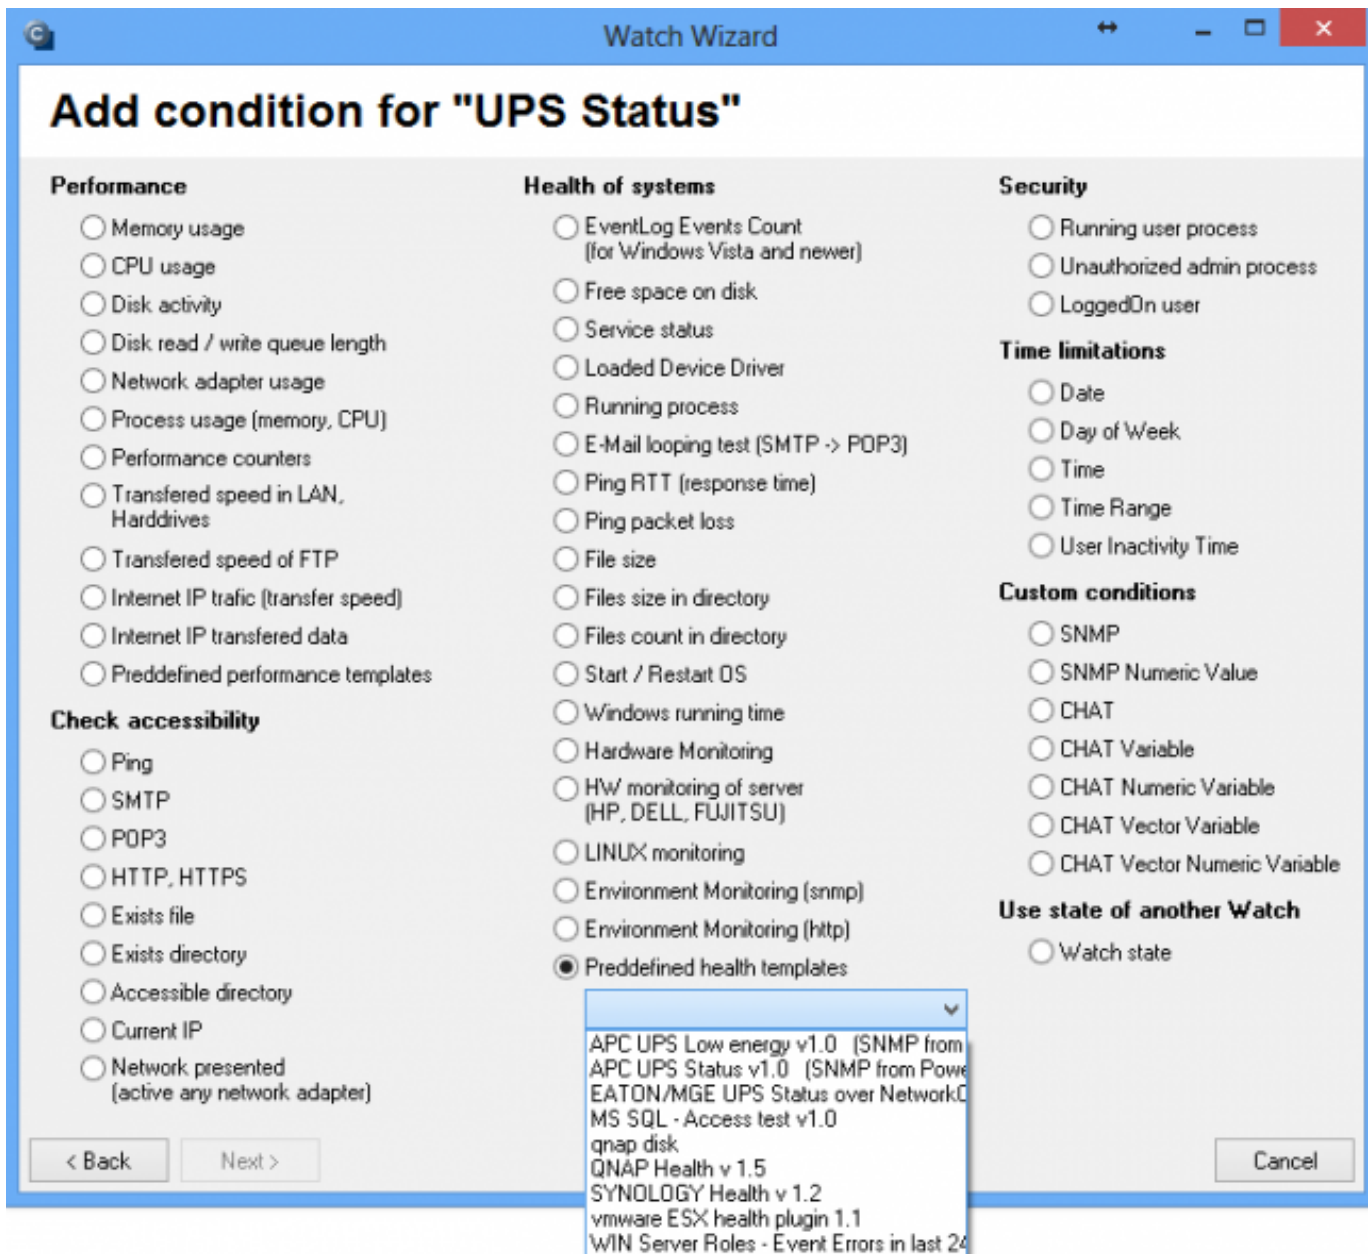 Watch Wizard
Add condition for "UPS Status"
Performance
Memory usage
CPU usage
Disk activity
Disk read / write queue length
Network adapter usage
Process usage (memory, CPU)
Performance counters
Transfered speed in LAN,
Harddrives
Transfered speed of FTP
Internet IP trafic (transfer speed)
Internet IP transfered data
Preddefined performance templates
Check accessibility
Ping
SMTP
POP3
HTTP, HTTPS
Exists file
Exists directory
Accessible directory
Current IP
Network presented
(active any network adapter)
Health of systems
EventLog Events Count
(for Windows Vista and newer)
Free space on disk
Service status
Loaded Device Driver
Running process
E-Mail looping test (SMTP -> POP3)
Ping RTT (response time)
Ping packet loss
File size
Files size in directory
Files count in directory
Start / Restart OS
Windows running time
Hardware Monitoring
HW monitoring of server
(HP, DELL, FUJITSU)
LINUX monitoring
Environment Monitoring (snmp)
Environment Monitoring (http)
Preddefined health templates
APC UPS Low energy v1.0 (SNMP from
APC UPS Status v1.0 (SNMP from Powe
EATON/MGE UPS Status over NetworkC
MS SQL - Access test v1.0
qnap disk
QNAP Health v 1.5
SYNOLOGY Health v 1.2
vmware ESX health plugin 1.1
WIN Server Roles - Event Errors in last 24
Security
Running user process
Unauthorized admin process
LoggedOn user
Time limitations
Date
Day of Week
Time
Time Range
User Inactivity Time
Custom conditions
SNMP
SNMP Numeric Value
CHAT
CHAT Variable
CHAT Numeric Variable
CHAT Vector Variable
CHAT Vector Numeric Variable
Use state of another Watch
Watch state
< Back
Next >
Cancel